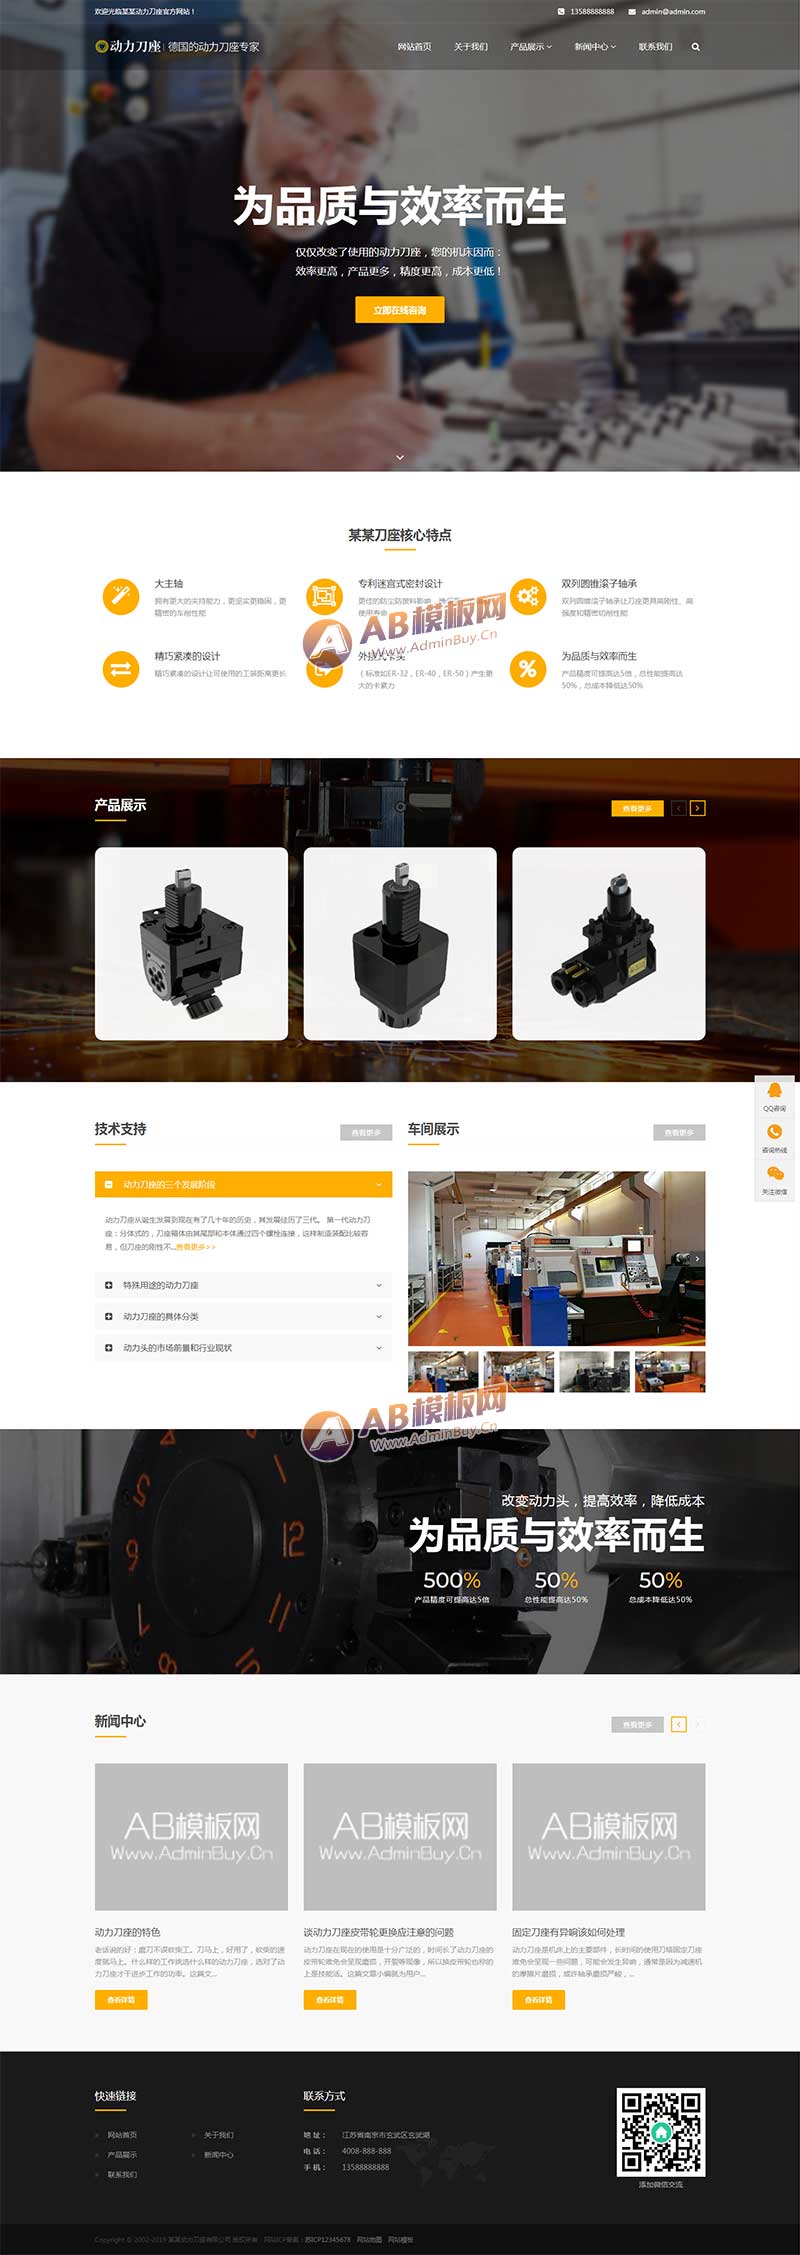 欢迎光临某某动力刀座官方网站！
13588888888
admin@admin.com
动力刀座 | 德国的动力刀座专家
网站首页
关于我们
产品展示
新闻中心
联系我们
为品质与效率而生
仅仅改变了使用的动力刀座，您的机床因而：
效率更高，产品更多，精度更高，成本更低！
立即在线咨询
某某刀座核心特点
大主轴
拥有更大的夹持能力，更坚实更稳固，更
精密的车削性能
专利迷宫式密封设计
更佳的防尘防废料影响，
使用寿命
双列圆锥滚子轴承
双列圆锥滚子轴承让刀座更具高刚性、高
强度和精密切削性能
精巧紧凑的设计
精巧紧凑的设计让可使用的工装距离更长
（标准如ER-32，ER-40，ER-50）产生更
大的卡紧力
为品质与效率而生
产品精度可提高达5倍，总性能提高达
50%，总成本降低达50%
AB模板网
Www.AdminBuy.Cn
产品展示
查看更多
技术支持
查看更多
车间展示
查看更多
QQ咨询
咨询热线
关注微信
动力刀座的三个发展阶段
动力刀座从诞生发展到现在有了几十年的历史，其发展经历了三代。 第一代动力刀
座：分体式的，刀座箱体由其尾部和本体通过四个螺栓连接，这样制造装配比较容
易，但刀座的刚性不...查看更多>>
特殊用途的动力刀座
动力刀座的具体分类
动力头的市场前景和行业现状
AB模板网
Www.AdminBuy.Cn
12
6
改变动力头，提高效率，降低成本
为品质与效率而生
500%
50%
50%
产品精度可提高达5倍
总性能提高达50%
总成本降低达50%
新闻中心
查看更多
AB模板网
Www.AdminBuy.Cn
AB模板网
Www.AdminBuy.Cn
AB模板网
Www.AdminBuy.Cn
动力刀座的特色
老话说的好：磨刀不误砍柴工。刀马上，好用了，砍柴的速
度就马上。什么样的工作挑选什么样的动力刀座，选对了动
力刀座才干进步工作的功率。这篇文...
查看详情
谈动力刀座皮带轮更换应注意的问题
动力刀座在现在的使用是十分广泛的，时间长了动力刀座的
皮带轮难免会呈现磨损，开裂等现像，所以换皮带轮也称的
上是技能活。这篇文章小编就为用户...
查看详情
固定刀座有异响该如何处理
动力刀座是机床上的主要部件，长时间的使用刀塔固定刀座
难免会呈现一些问题，可能会发生异响，通常是因为减速机
的摩擦片磨损，或许轴承磨损严峻，...
查看详情
快速链接
网站首页
关于我们
产品展示
新闻中心
联系我们
联系方式
地 址： 江苏省南京市玄武区玄武湖
电 话： 4008-888-888
手 机： 13588888888
添加微信交流
Copyright © 2002-2019 某某动力刀座有限公司 版权所有 网站ICP备案：苏ICP12345678 网站地图 网站模板